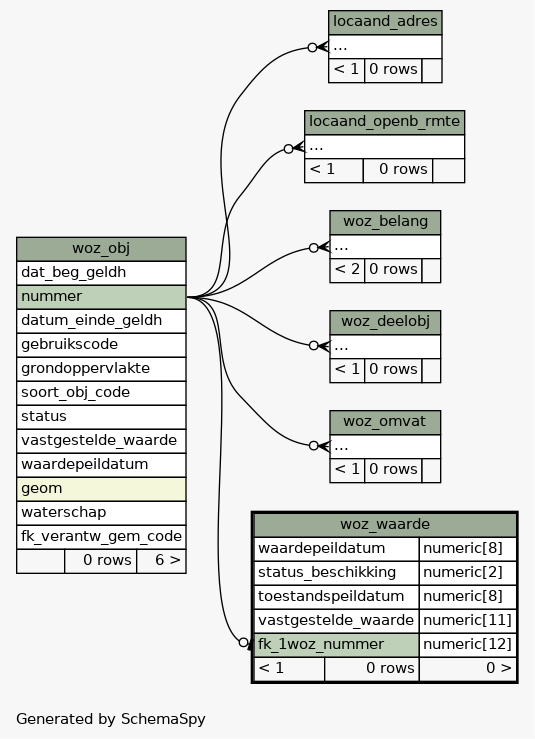 locaand_adres
...
< 1 0 rows
locaand_openb_rmte
...
< 1 0 rows
woz_belang
...
< 2 0 rows
woz_deelobj
...
< 1 0 rows
woz_omvat
...
< 1 0 rows
woz_obj
dat_beg_geldh
nummer
datum_einde_geldh
gebruikscode
grondoppervlakte
soort_obj_code
status
vastgestelde_waarde
waardepeildatum
geom
waterschap
fk_verantw_gem_code
0 rows 6 >
woz_waarde
waardepeildatum numeric[8]
status_beschikking numeric[2]
toestandspeildatum numeric[8]
vastgestelde_waarde numeric[11]
fk_1woz_nummer numeric[12]
< 1 0 rows 0 >
Generated by SchemaSpy